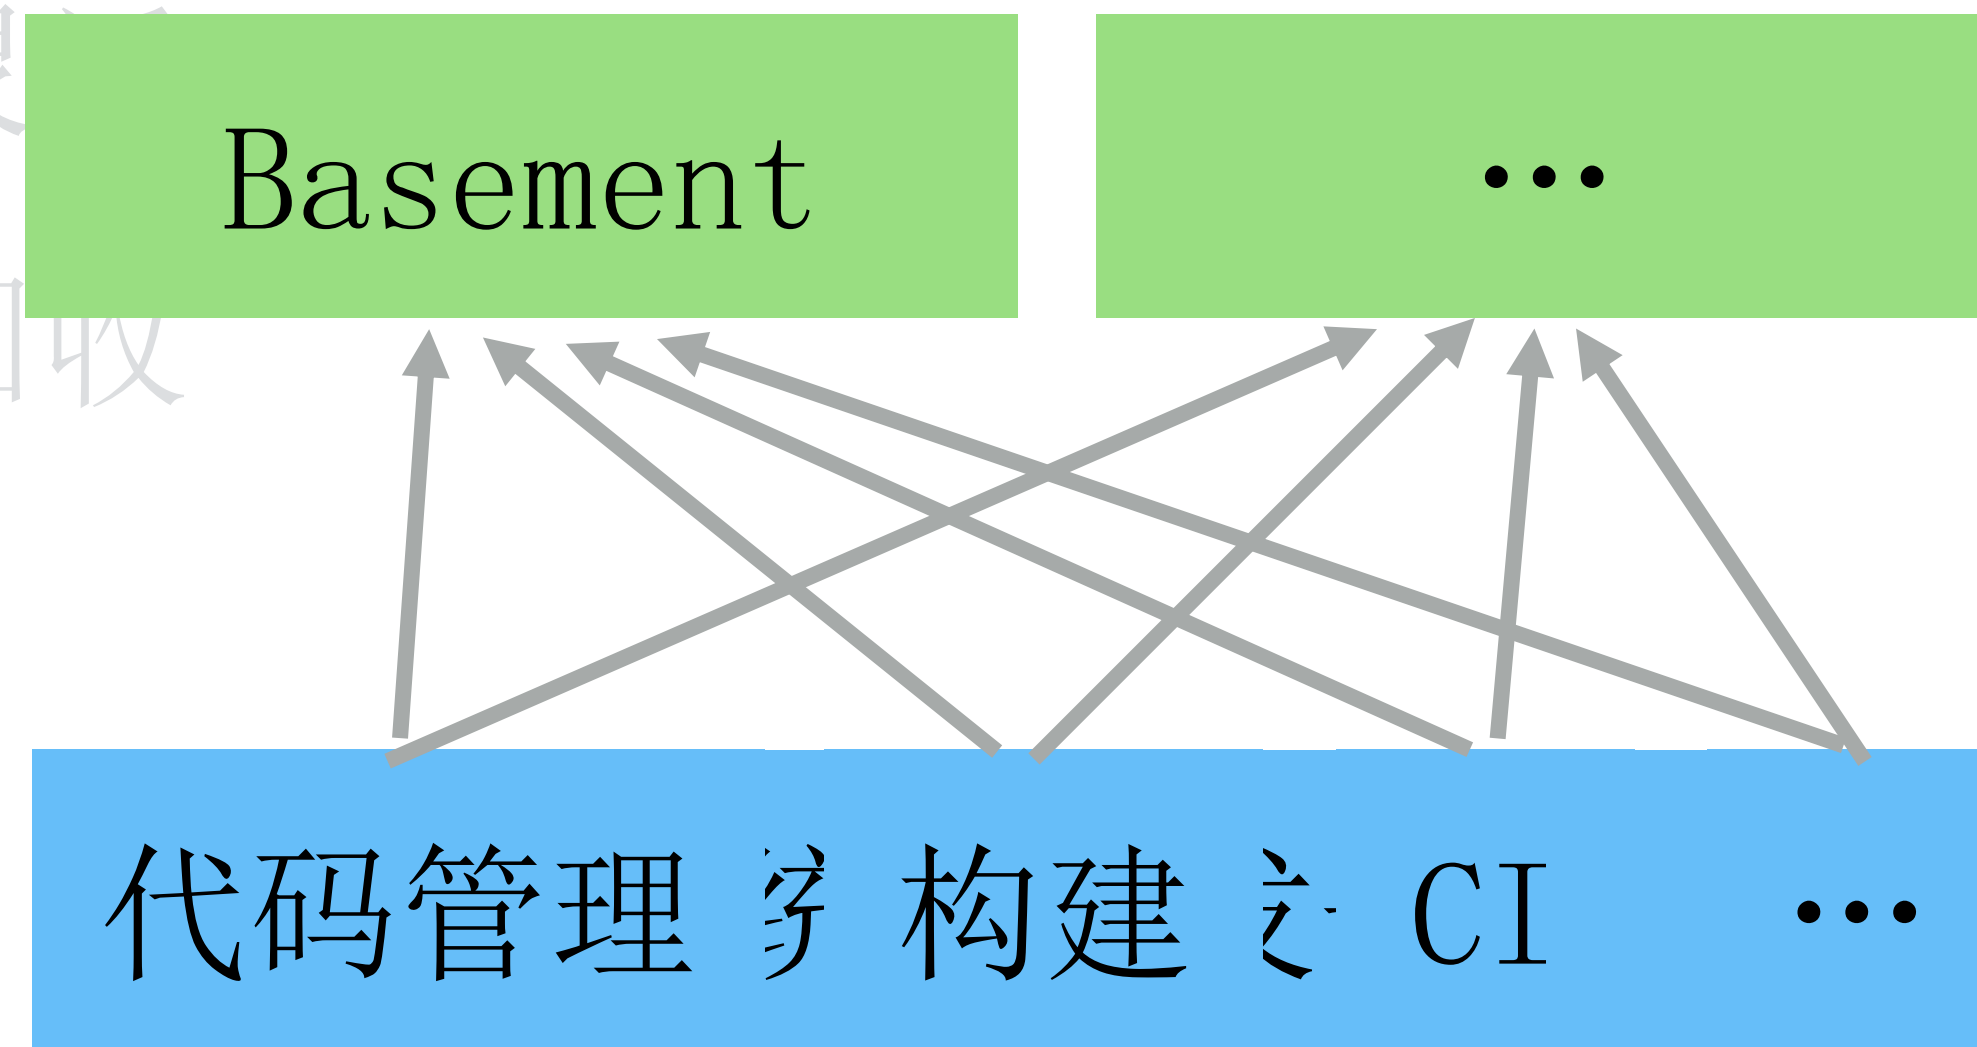 Basement
…
代码管理
构建
CI
…